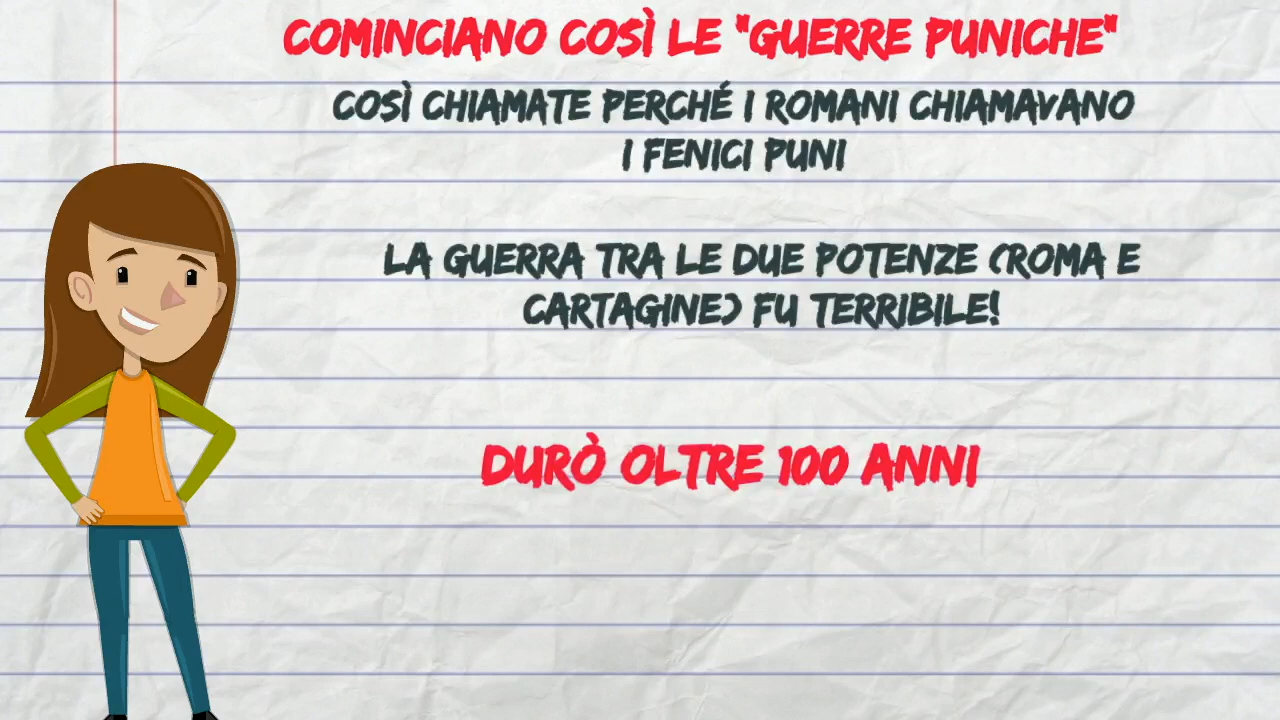 COMINCIANO COSÌ LE "GUERRE PUNICHE"
COSÌ CHIAMATE PERCHÉ I ROMANI CHIAMAVANO
I FENICI PUNI
LA GUERRA TRA LE DUE POTENZE (ROMA E
CARTAGINE) FU TERRIBILE!
DURÒ OLTRE 100 ANNI